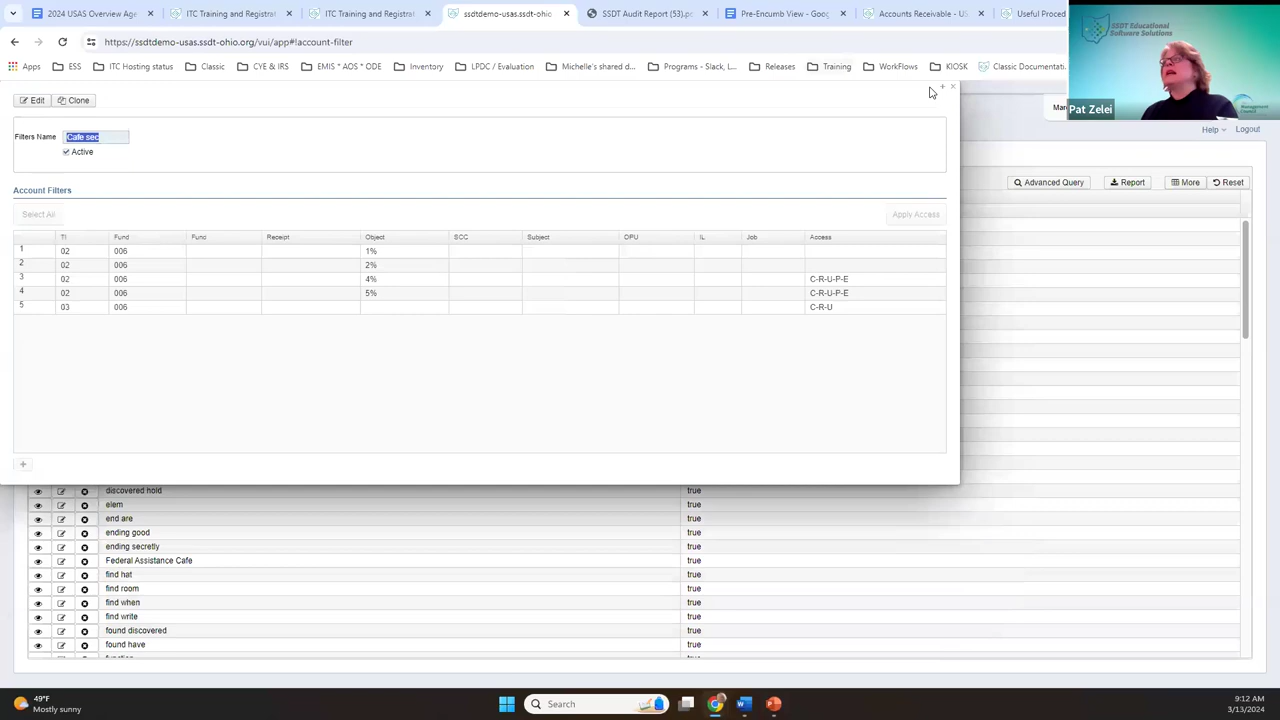 2024 USAS Overview Agen
ITC Training and Registrat
ITC Training and Registrat
ssdtdemo-usas.ssdt-ohio
SSDT Audit Report (53).pc
Pre-Encumb View- Goog
Accounts Receivable - US
Useful Proced
https://ssdtdemo-usas.ssdt-ohio.org/vui/app#!account-filter
Apps
ESS
ITC Hosting status
Classic
CYE & IRS
EMIS * AOS * ODE
Inventory
LPDC / Evaluation
Michelle's shared d...
Programs - Slack, L...
Releases
Training
WorkFlows
KIOSK
Classic Documentati...
SSDT Educational
Software Solutions
Management
Council
Pat Zelei
Edit
Clone
Filters Name
Cafe sec
Active
Help
Logout
Account Filters
Advanced Query
Report
More
Reset
Select All
Apply Access
TI Fund Func Receipt Object SCC Subject OPU IL Job Access
1 02 006 1%
2 02 006 2%
3 02 006 4% C-R-U-P-E
4 02 006 5% C-R-U-P-E
5 03 006 C-R-U
discovered hold true
elem true
end are true
ending good true
ending secretly true
Federal Assistance Cafe true
find hat true
find room true
find when true
find write true
found discovered true
found have true
49°F
Mostly sunny
Search
9:12 AM
3/13/2024